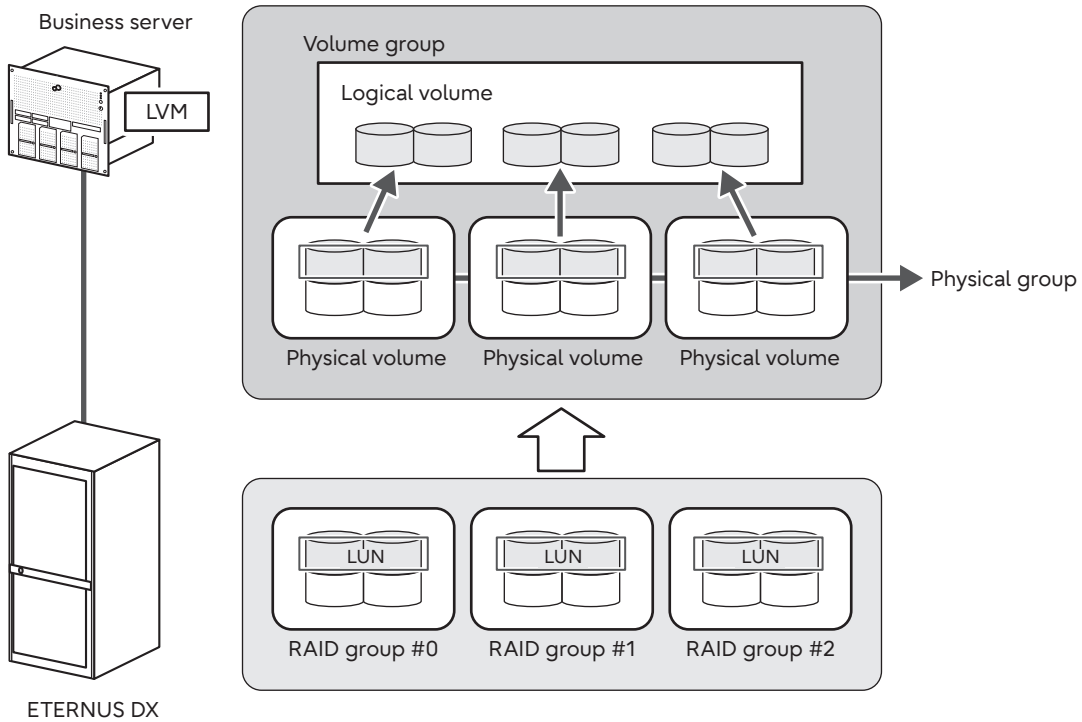 Business server
LVM
Volume group
Logical volume
Physical group
Physical volume
Physical volume
Physical volume
LUN
LUN
LUN
RAID group #0
RAID group #1
RAID group #2
ETERNUS DX